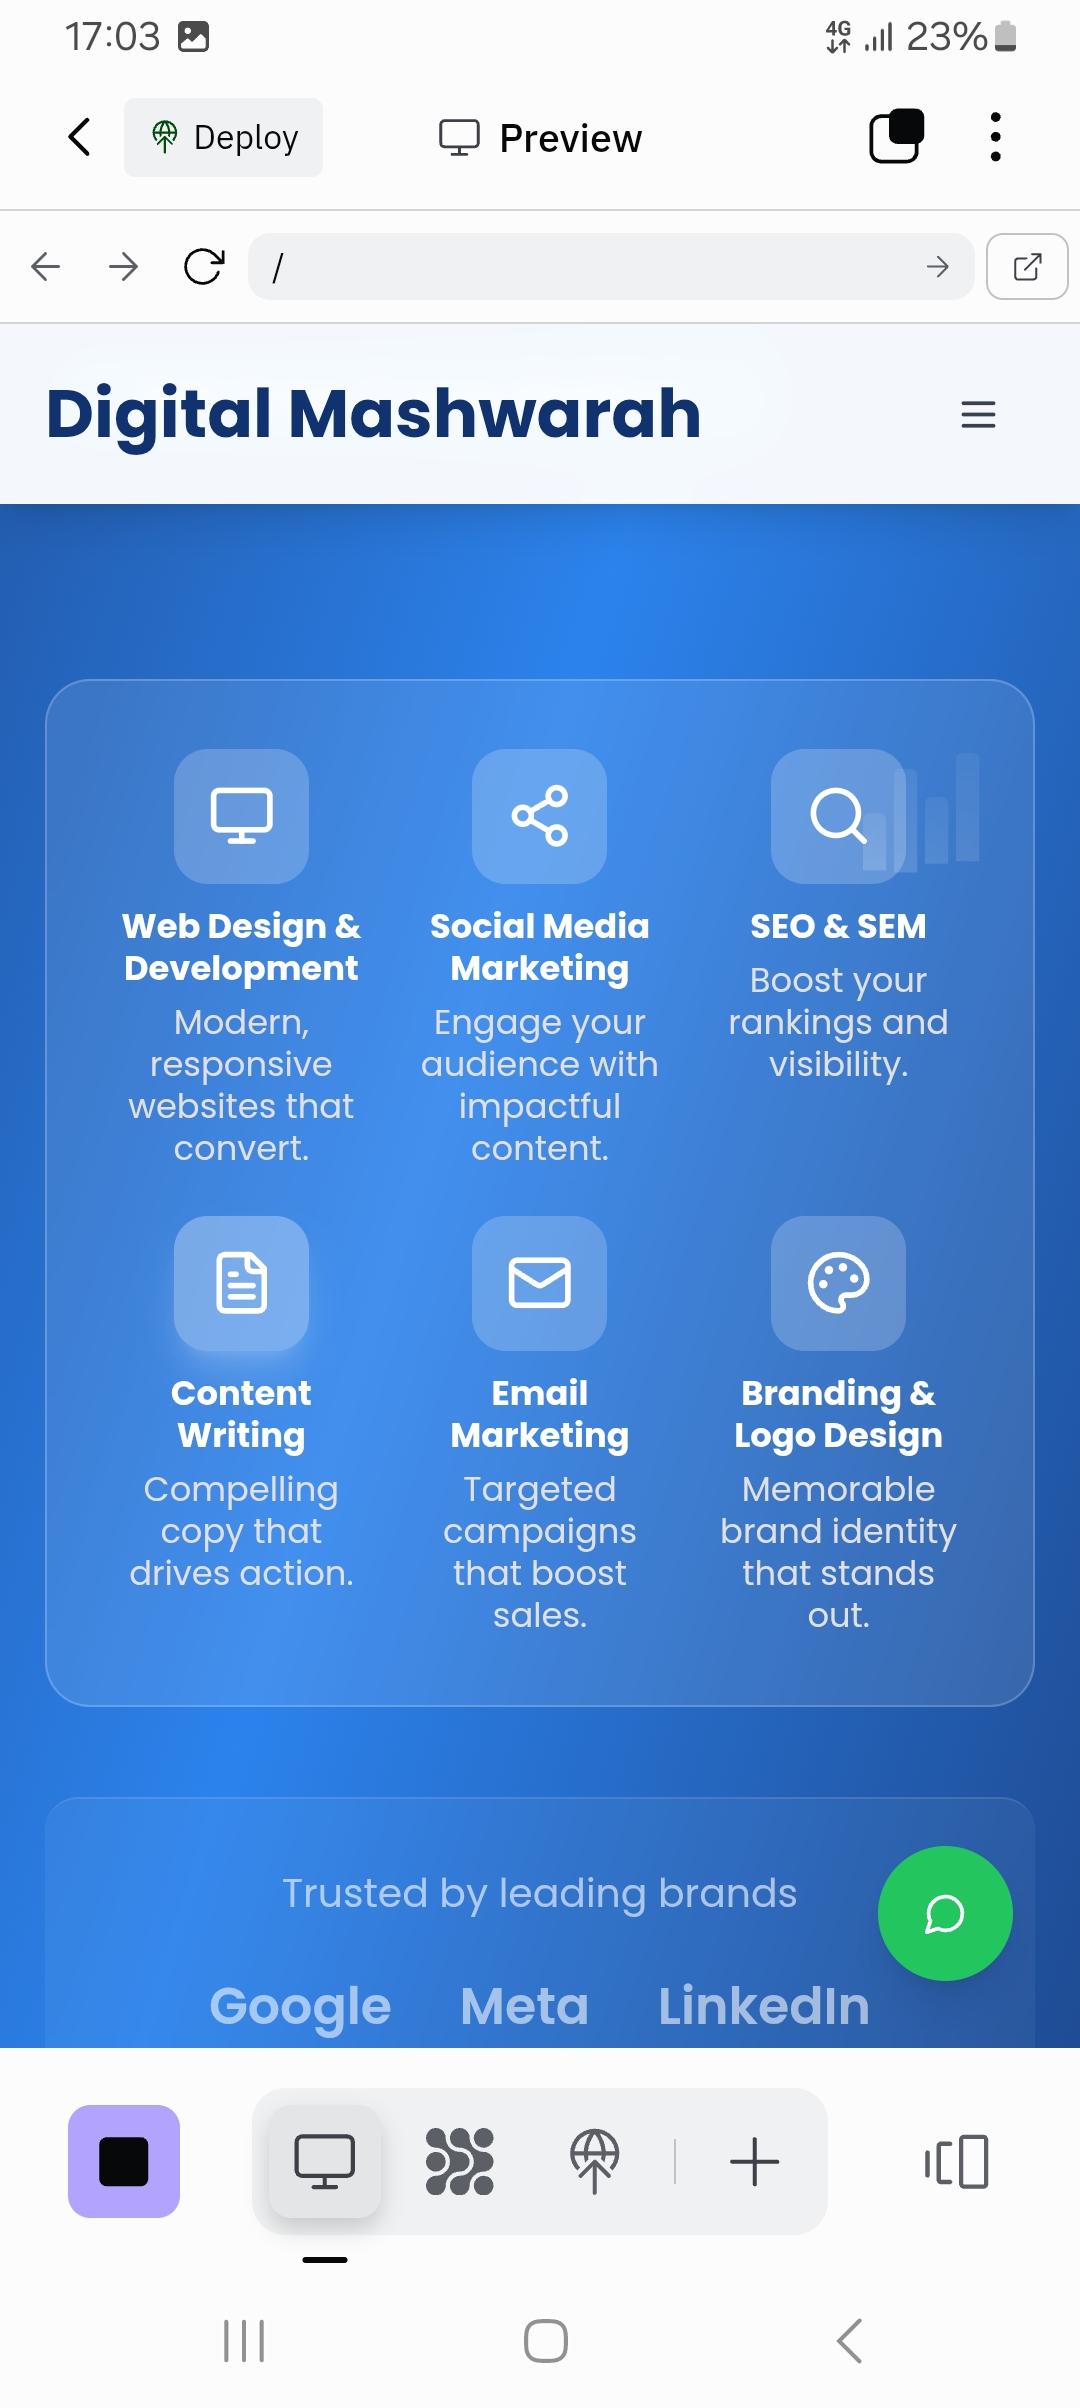 17:03
4G
23%
Deploy
Preview
/
Digital Mashwarah
Web Design &
Development
Modern,
responsive
websites that
convert.
Social Media
Marketing
Engage your
audience with
impactful
content.
SEO & SEM
Boost your
rankings and
visibility.
Content
Writing
Compelling
copy that
drives action.
Email
Marketing
Targeted
campaigns
that boost
sales.
Branding &
Logo Design
Memorable
brand identity
that stands
out.
Trusted by leading brands
Google Meta LinkedIn